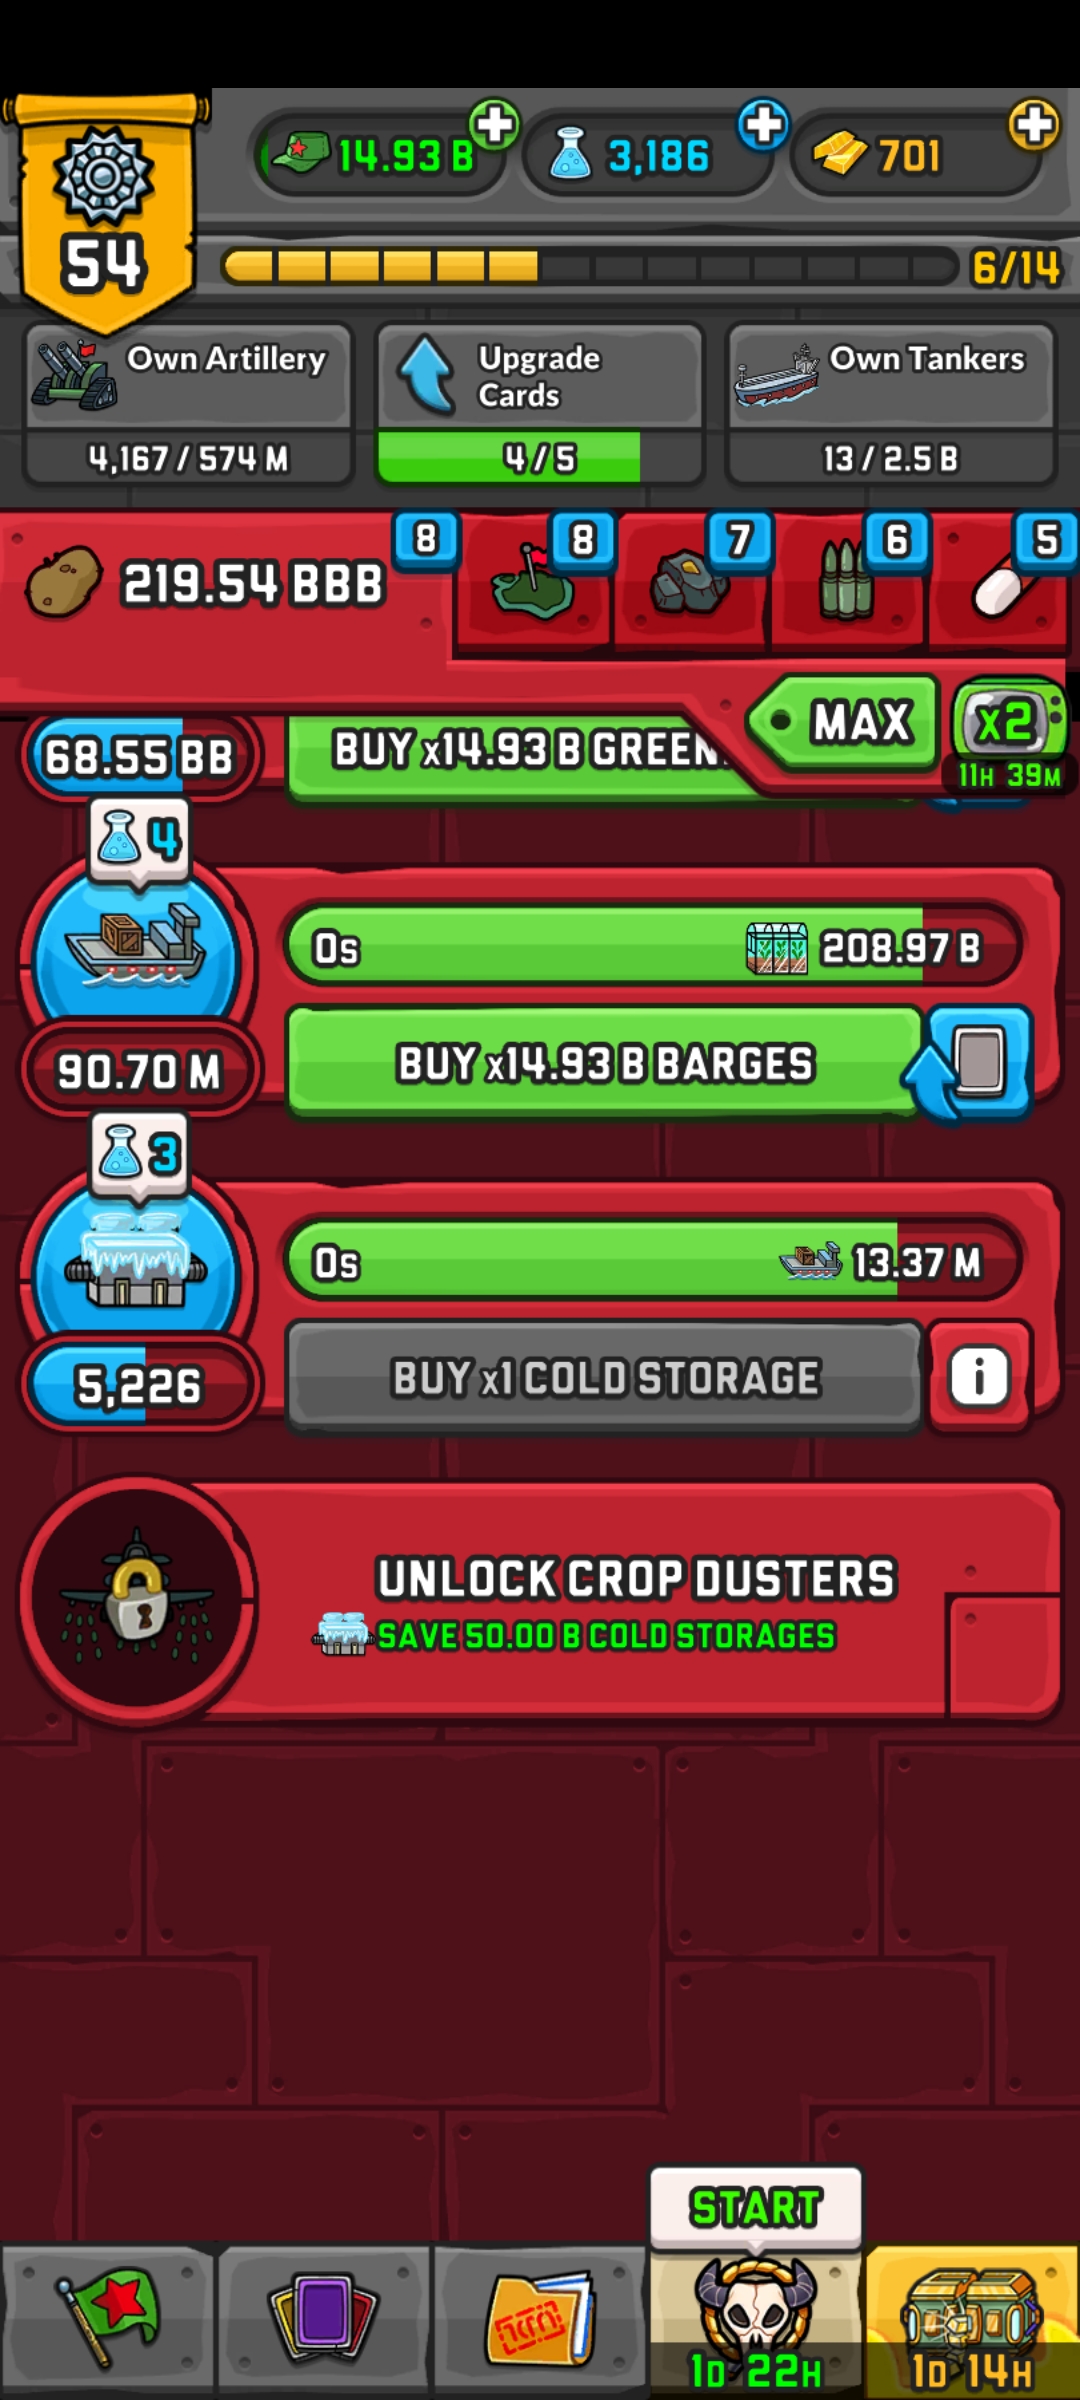 14.93 B
3,186
701
54
6/14
Own Artillery
4,167 / 574 M
Upgrade
Cards
4 / 5
Own Tankers
13 / 2.5 B
219.54 BBB
8
8
7
6
5
MAX
x2
11H 39M
68.55 BB
BUY x14.93 B GREEN
4
0s
208.97 B
90.70 M
BUY x14.93 B BARGES
3
0s
13.37 M
5,226
BUY x1 COLD STORAGE
i
UNLOCK CROP DUSTERS
SAVE 50.00 B COLD STORAGES
START
1D 22H
1D 14H